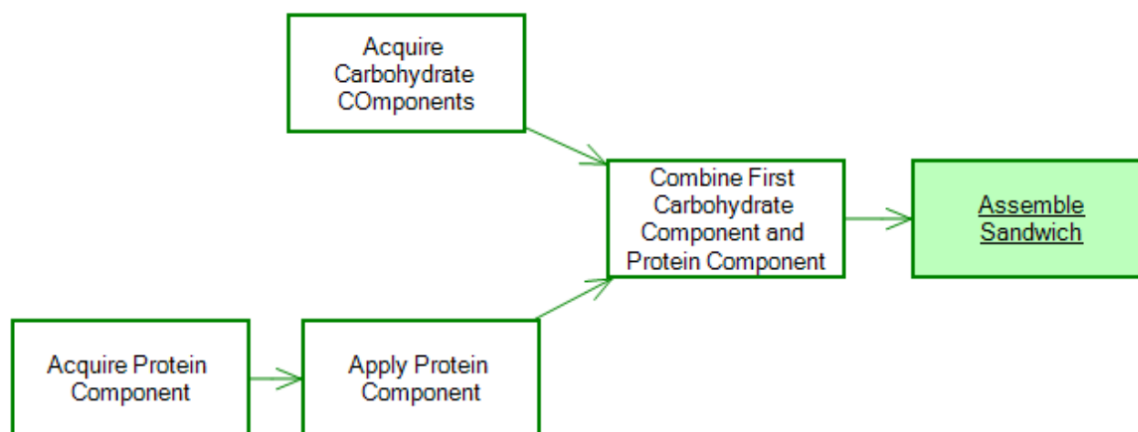 Acquire
Carbohydrate
COmponents
Combine First
Carbohydrate
Component and
Protein Component
Assemble
Sandwich
Acquire Protein
Component
Apply Protein
Component